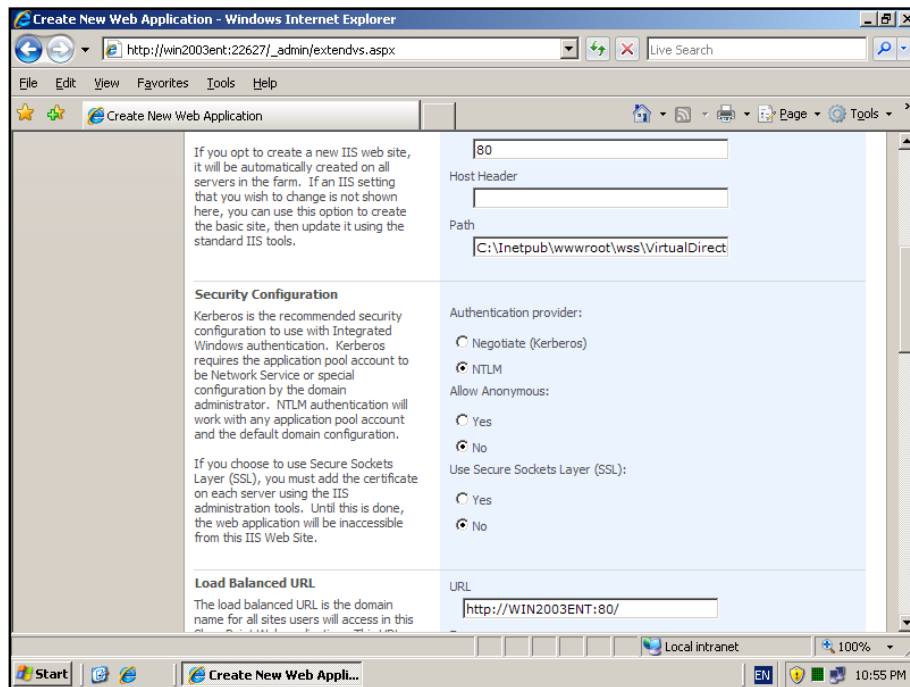 Create New Web Application - Windows Internet Explorer
http://win2003ent:22627/_admin/extendvs.aspx
Live Search
File Edit View Favorites Tools Help
Create New Web Application
Page Tools
If you opt to create a new IIS web site,
it will be automatically created on all
servers in the farm. If an IIS setting
that you wish to change is not shown
here, you can use this option to create
the basic site, then update it using the
standard IIS tools.
80
Host Header
Path
C:\Inetpub\wwwroot\wss\VirtualDirect
Security Configuration
Kerberos is the recommended security
configuration to use with Integrated
Windows authentication. Kerberos
requires the application pool account to
be Network Service or special
configuration by the domain
administrator. NTLM authentication will
work with any application pool account
and the default domain configuration.
If you choose to use Secure Sockets
Layer (SSL), you must add the certificate
on each server using the IIS
administration tools. Until this is done,
the web application will be inaccessible
from this IIS Web Site.
Authentication provider:
Negotiate (Kerberos)
NTLM
Allow Anonymous:
Yes
No
Use Secure Sockets Layer (SSL):
Yes
No
Load Balanced URL
The load balanced URL is the domain
name for all sites users will access in this
URL
http://WIN2003ENT:80/
Local intranet
100%
Start
Create New Web Appli...
EN
10:55 PM